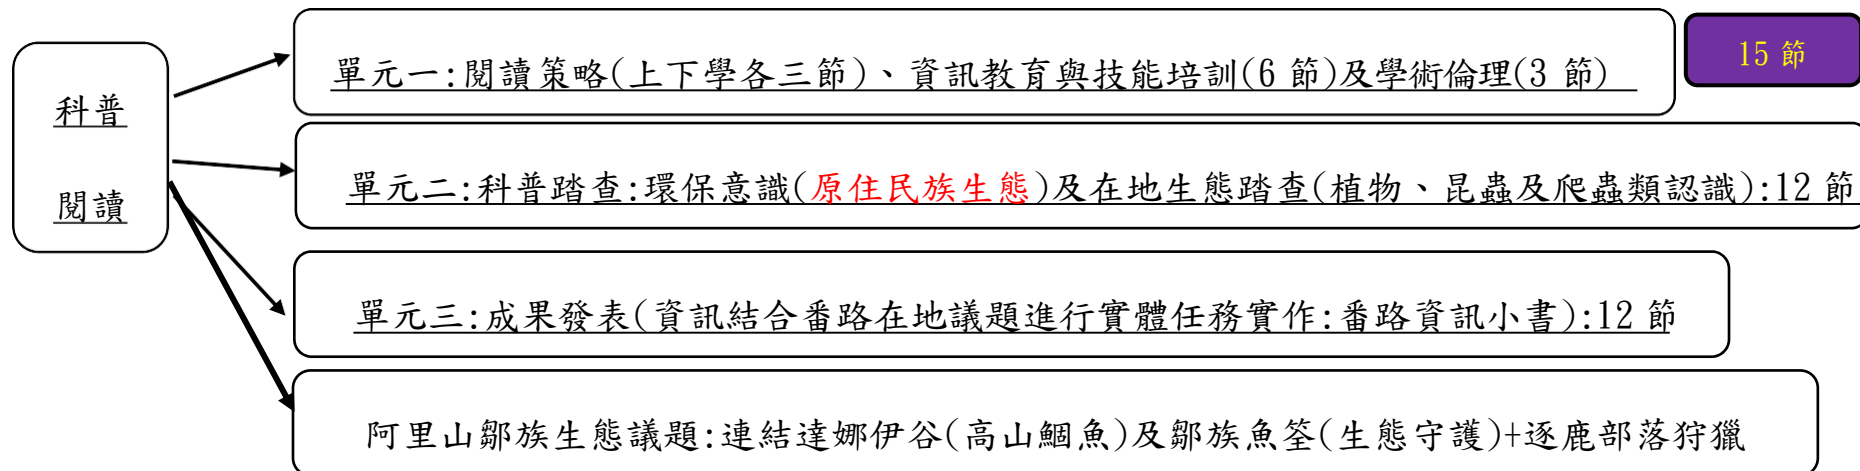 科普
閱讀
單元一:閱讀策略(上下學各三節)、資訊教育與技能培訓(6 節)及學術倫理(3 節)
15 節
單元二:科普踏查:環保意識(原住民族生態)及在地生態踏查(植物、昆蟲及爬蟲類認識):12 節
單元三:成果發表(資訊結合番路在地議題進行實體任務實作:番路資訊小書):12 節
阿里山鄒族生態議題:連結達娜伊谷(高山鯝魚)及鄒族魚筌(生態守護)+逐鹿部落狩獵